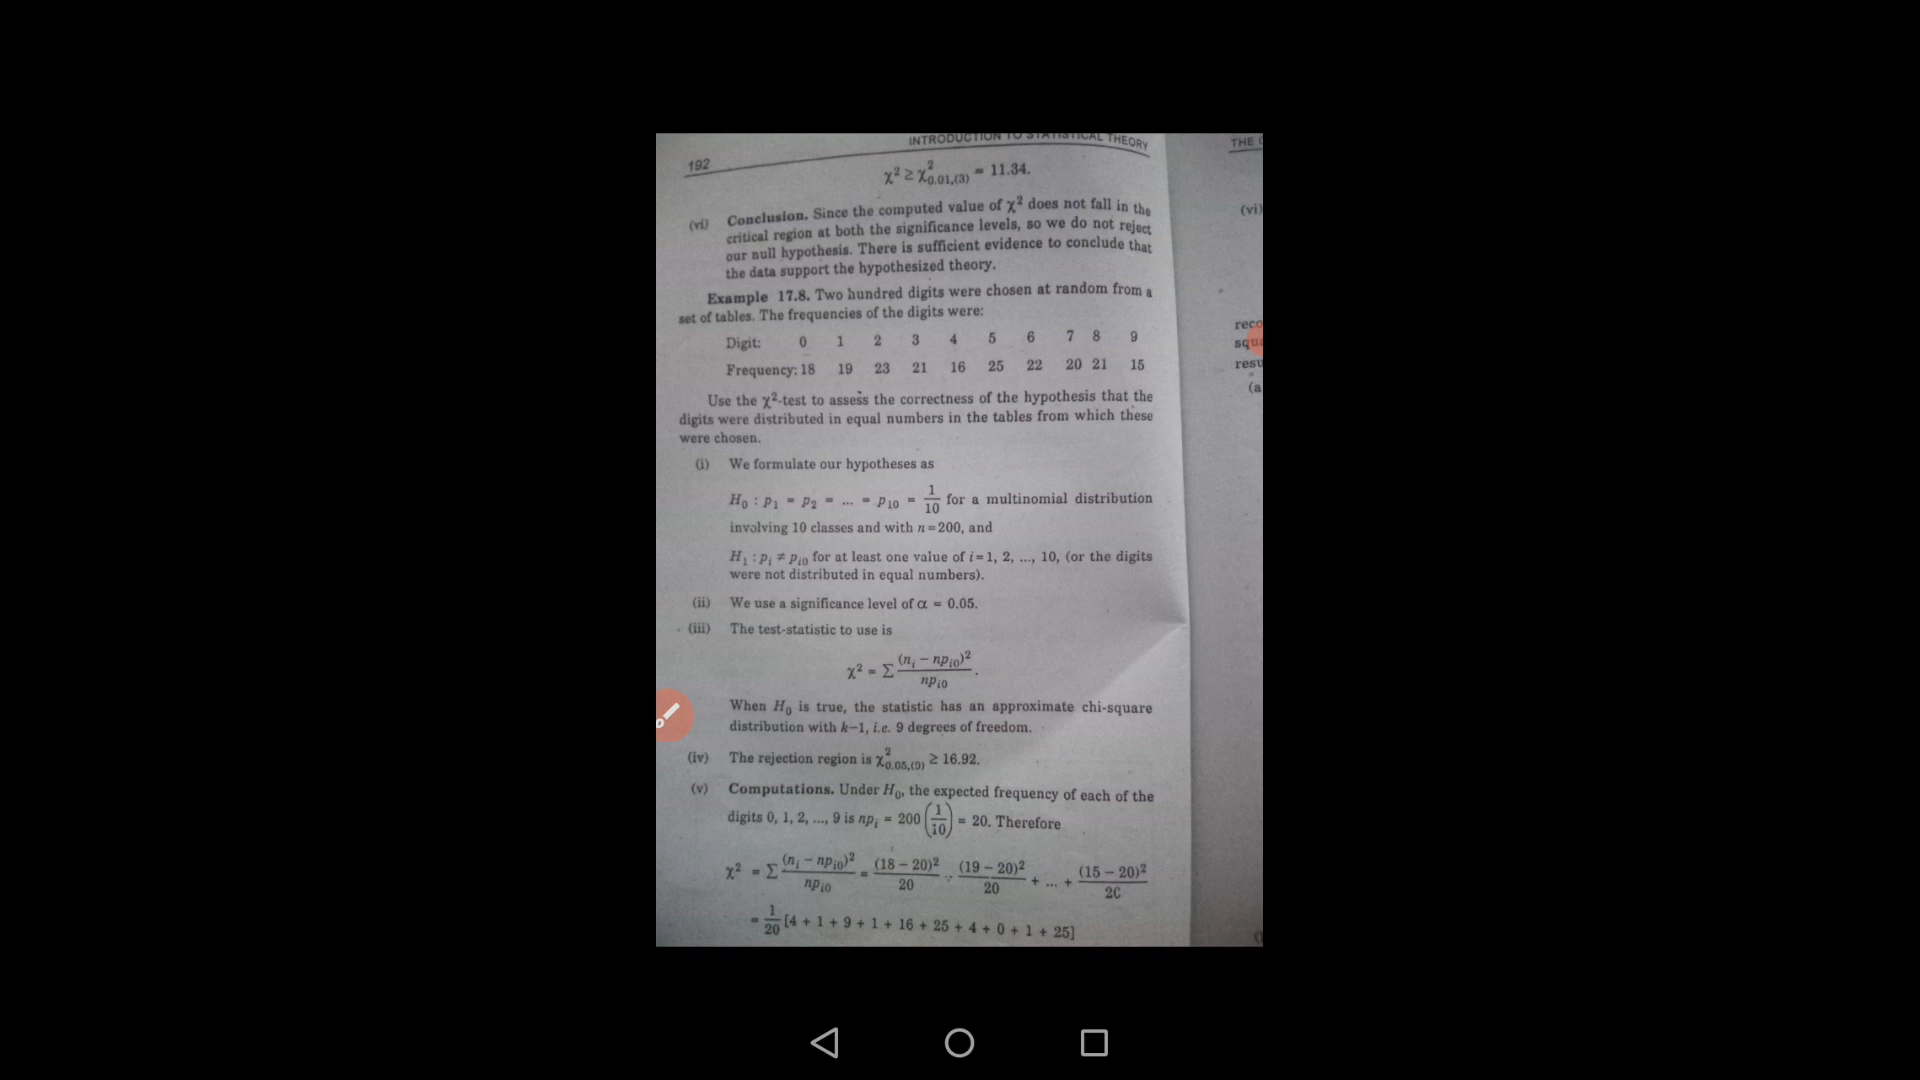 INTRODUCTION TO STATISTICAL THEORY
192
χ² ≥ χ²0.01,(3) = 11.34.
(vi) Conclusion. Since the computed value of χ² does not fall in the
critical region at both the significance levels, so we do not reject
our null hypothesis. There is sufficient evidence to conclude that
the data support the hypothesized theory.
Example 17.8. Two hundred digits were chosen at random from a
set of tables. The frequencies of the digits were:
Digit: 0 1 2 3 4 5 6 7 8 9
Frequency: 18 19 23 21 16 25 22 20 21 15
Use the χ²-test to assess the correctness of the hypothesis that the
digits were distributed in equal numbers in the tables from which these
were chosen.
(i) We formulate our hypotheses as
H₀ : p₁ = p₂ = ... = p₁₀ = 1/10 for a multinomial distribution
involving 10 classes and with n = 200, and
H₁ : pᵢ ≠ pᵢ₀ for at least one value of i = 1, 2, ..., 10, (or the digits
were not distributed in equal numbers).
(ii) We use a significance level of α = 0.05.
(iii) The test-statistic to use is
χ² = Σ (nᵢ – npᵢ₀)² / npᵢ₀ .
When H₀ is true, the statistic has an approximate chi-square
distribution with k–1, i.e. 9 degrees of freedom.
(iv) The rejection region is χ²0.05,(9) ≥ 16.92.
(v) Computations. Under H₀, the expected frequency of each of the
digits 0, 1, 2, ..., 9 is npᵢ = 200 (1/10) = 20. Therefore
χ² = Σ (nᵢ – npᵢ₀)² / npᵢ₀ = (18 – 20)² / 20 (19 – 20)² / 20 + ... + (15 – 20)² / 20
= 1/20 [4 + 1 + 9 + 1 + 16 + 25 + 4 + 0 + 1 + 25]
THE
(vi)
reco
squ
resu
(a